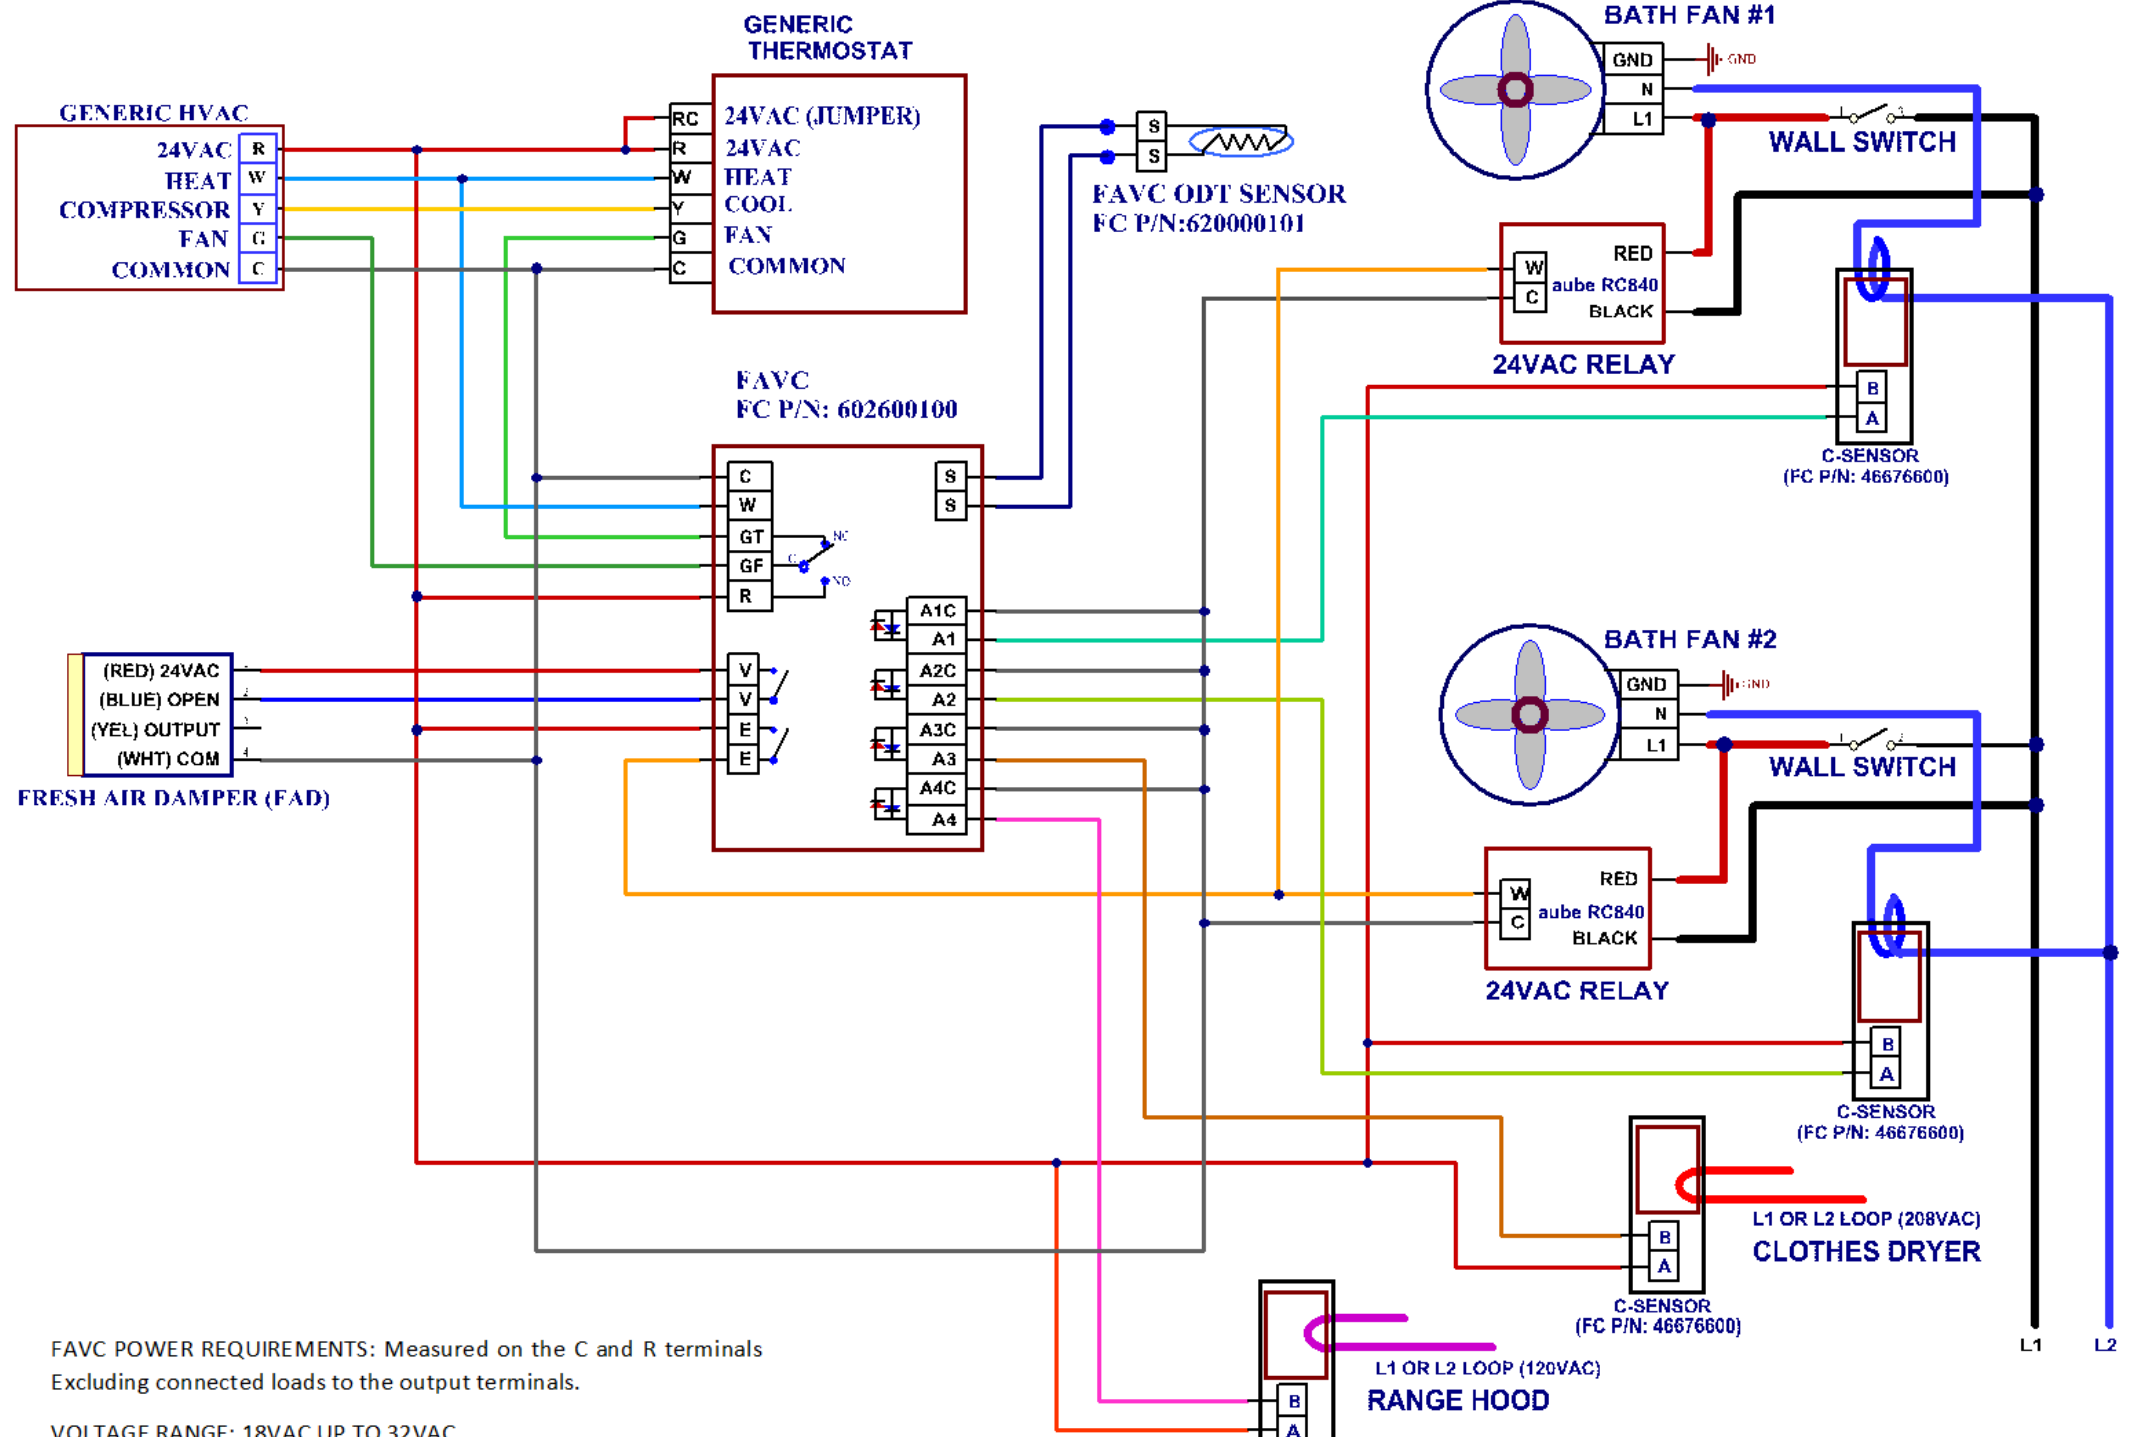 GENERIC
THERMOSTAT
GENERIC HVAC
24VAC R
HEAT W
COMPRESSOR Y
FAN G
COMMON C
RC 24VAC (JUMPER)
R 24VAC
W HEAT
Y COOL
G FAN
C COMMON
S
S
FAVC ODT SENSOR
FC P/N:620000101
BATH FAN #1
GND
GND
N
L1
1
WALL SWITCH
W
C
RED
aube RC840
BLACK
24VAC RELAY
B
A
C-SENSOR
(FC P/N: 46676600)
FAVC
FC P/N: 602600100
C
W
GT
GF
R
NC
C
NO
V
V
E
E
S
S
A1C
A1
A2C
A2
A3C
A3
A4C
A4
(RED) 24VAC
(BLUE) OPEN
(YEL) OUTPUT
(WHT) COM
FRESH AIR DAMPER (FAD)
BATH FAN #2
GND
GND
N
L1
1 2
WALL SWITCH
W
C
RED
aube RC840
BLACK
24VAC RELAY
B
A
C-SENSOR
(FC P/N: 46676600)
L1 OR L2 LOOP (208VAC)
CLOTHES DRYER
B
A
C-SENSOR
(FC P/N: 46676600)
L1 L2
L1 OR L2 LOOP (120VAC)
RANGE HOOD
B
A
FAVC POWER REQUIREMENTS: Measured on the C and R terminals
Excluding connected loads to the output terminals.
VOLTAGE RANGE: 18VAC UP TO 32VAC